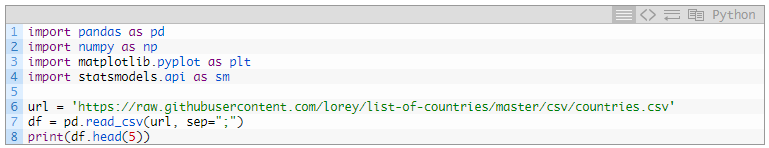 Python
1 import pandas as pd
2 import numpy as np
3 import matplotlib.pyplot as plt
4 import statsmodels.api as sm
5
6 url = 'https://raw.githubusercontent.com/lorey/list-of-countries/master/csv/countries.csv'
7 df = pd.read_csv(url, sep=";")
8 print(df.head(5))